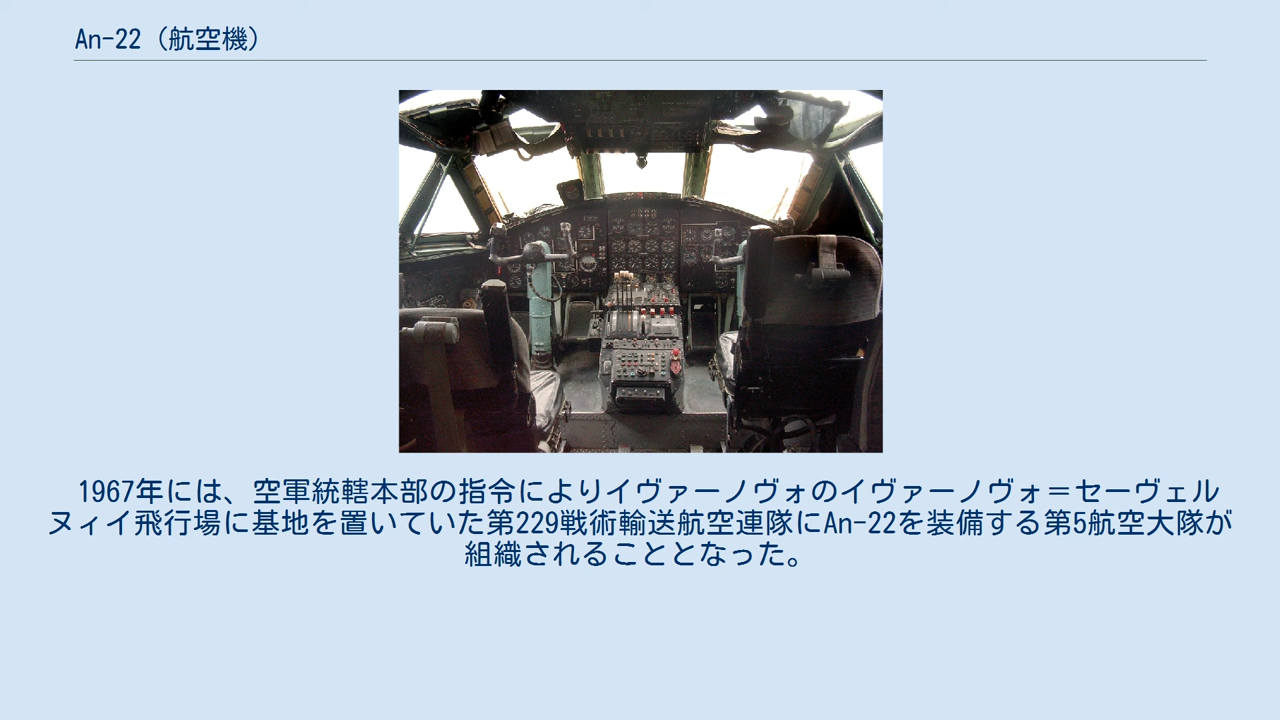 An-22（航空機）
1967年には、空軍統轄本部の指令によりイヴァーノヴォのイヴァーノヴォ＝セーヴェル
ヌィイ飛行場に基地を置いていた第229戦術輸送航空連隊にAn-22を装備する第5航空大隊が
組織されることとなった。